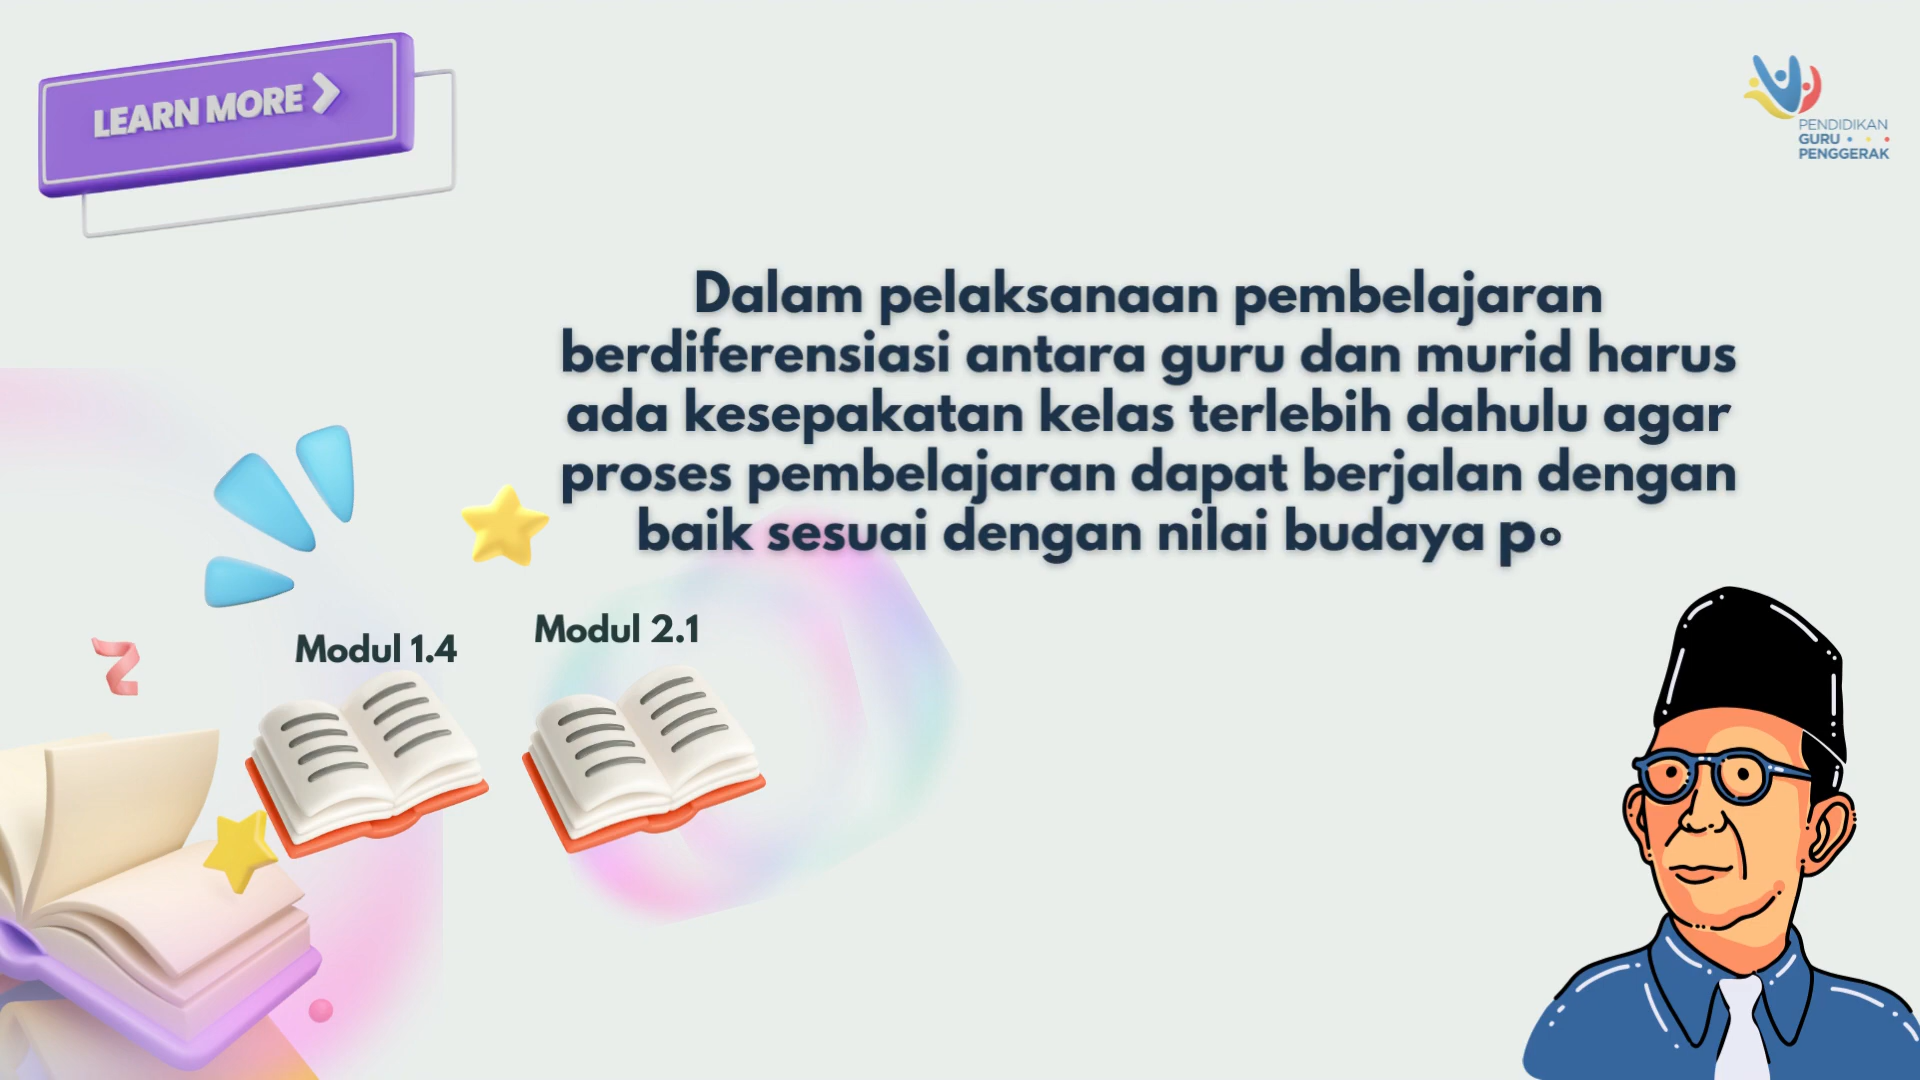 LEARN MORE
PENDIDIKAN
GURU
PENGGERAK
Dalam pelaksanaan pembelajaran
berdiferensiasi antara guru dan murid harus
ada kesepakatan kelas terlebih dahulu agar
proses pembelajaran dapat berjalan dengan
baik sesuai dengan nilai budaya po
Modul 1.4
Modul 2.1